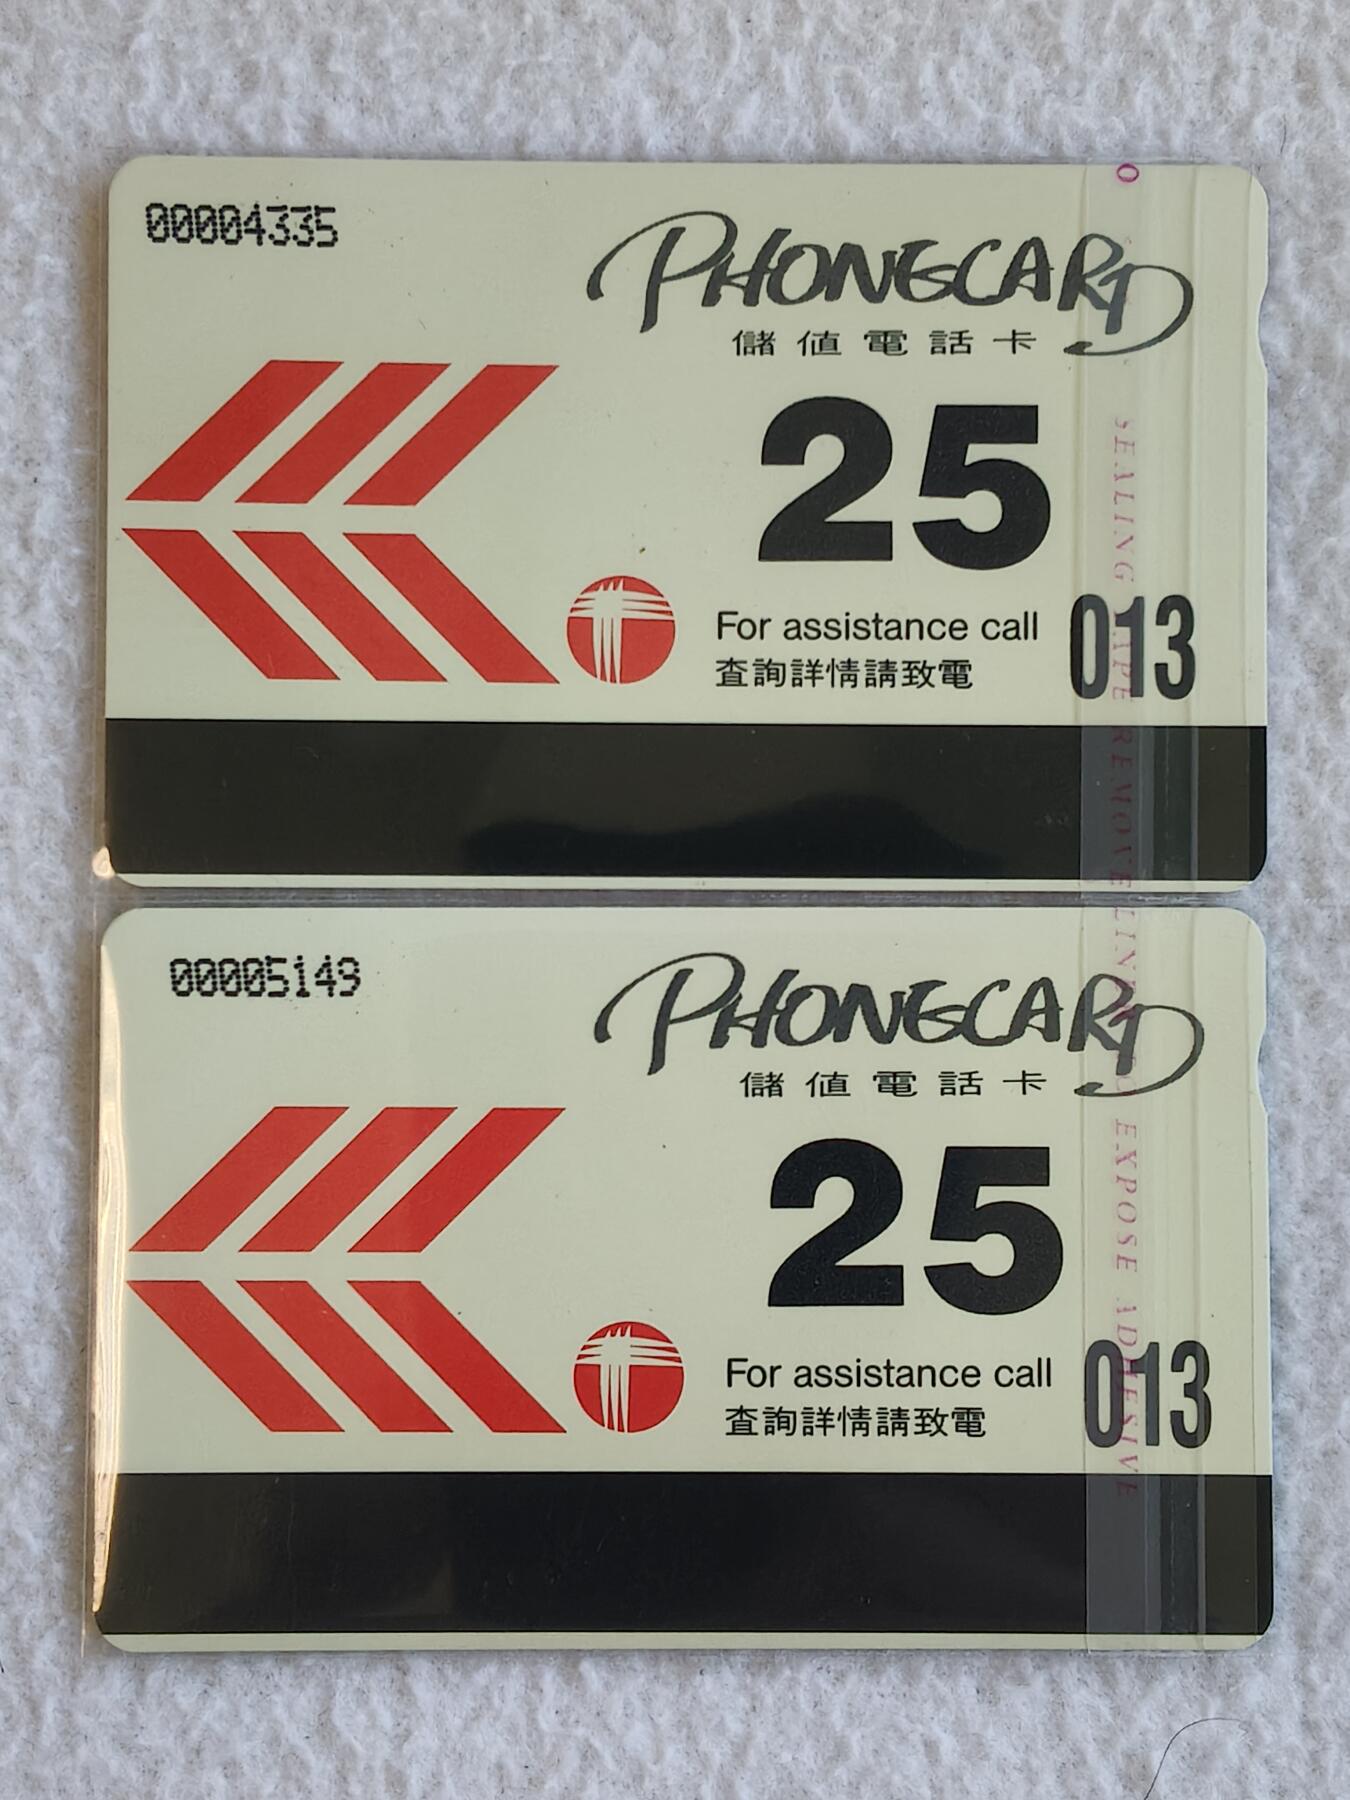 00004335
PHONECARD
儲值電話卡
25
For assistance call 013
查詢詳情請致電
00005149
PHONECARD
儲值電話卡
25
For assistance call 013
查詢詳情請致電
SEALING TAPE REMOVE LINER TO EXPOSE ADHESIVE